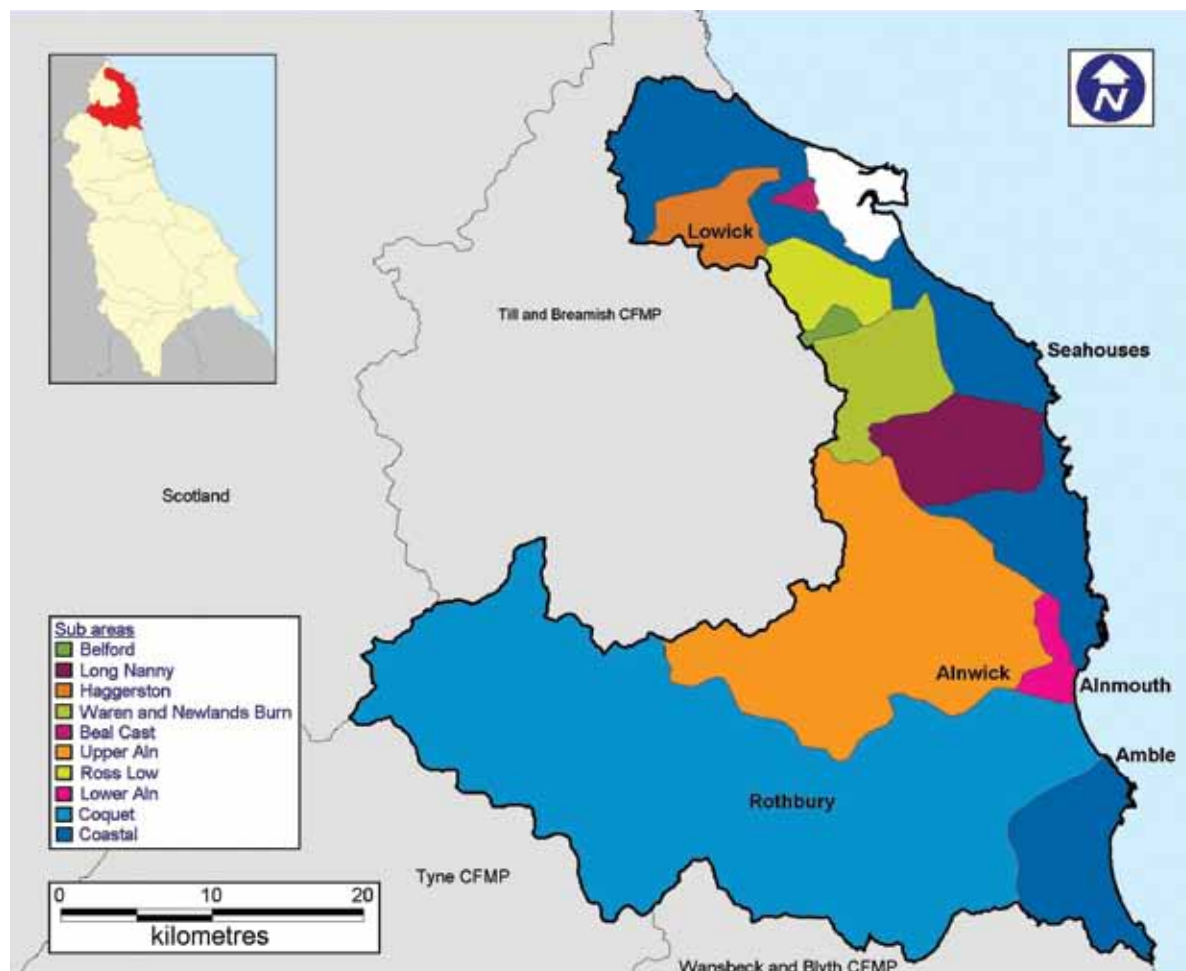 N
Lowick
Till and Breamish CFMP
Seahouses
Scotland
Alnwick
Alnmouth
Amble
Rothbury
Tyne CFMP
Wansbeck and Blyth CFMP
Sub areas
Belford
Long Nanny
Haggerston
Waren and Newlands Burn
Beal Cast
Upper Aln
Ross Low
Lower Aln
Coquet
Coastal
0 10 20
kilometres